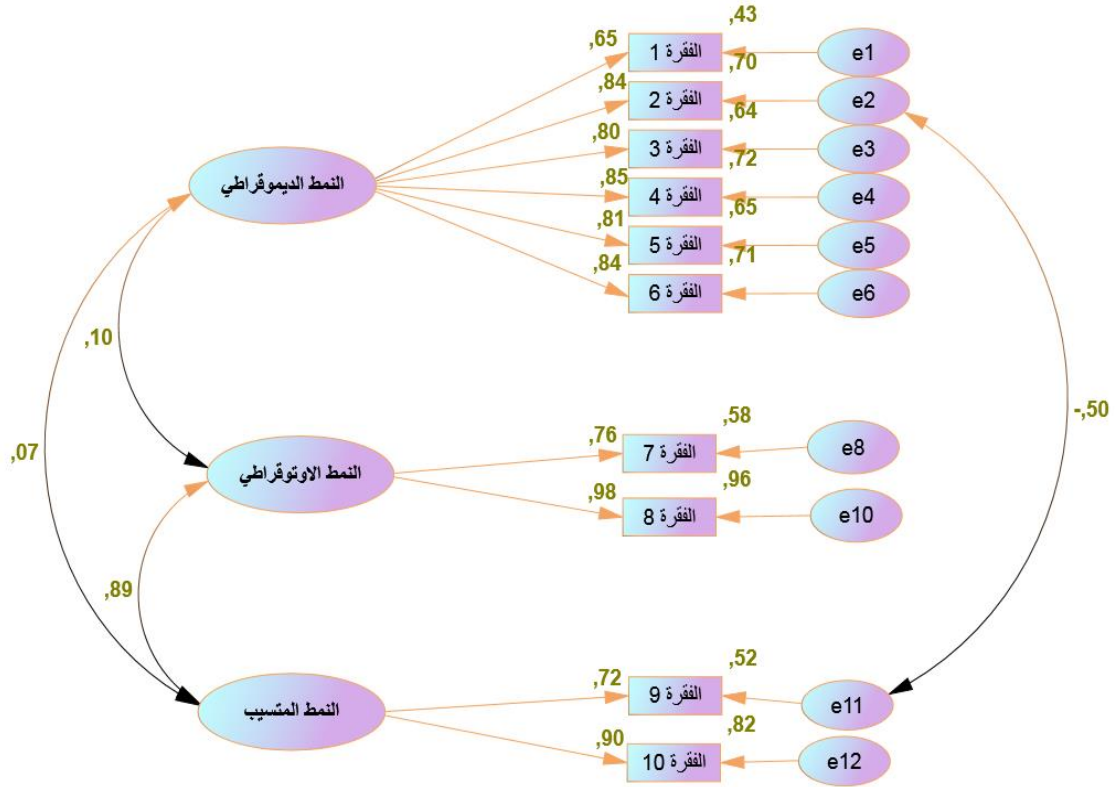 ,43
,65
الفقرة 1
e1
,70
,84
الفقرة 2
e2
,64
,80
الفقرة 3
e3
,72
النمط الديموقراطي
,85
الفقرة 4
e4
,65
,81
الفقرة 5
e5
,71
,84
الفقرة 6
e6
,10
-,50
,07
,58
,76
الفقرة 7
e8
النمط الاوتوقراطي
,96
,98
الفقرة 8
e10
,89
,52
,72
الفقرة 9
e11
النمط المتسيب
,82
,90
الفقرة 10
e12